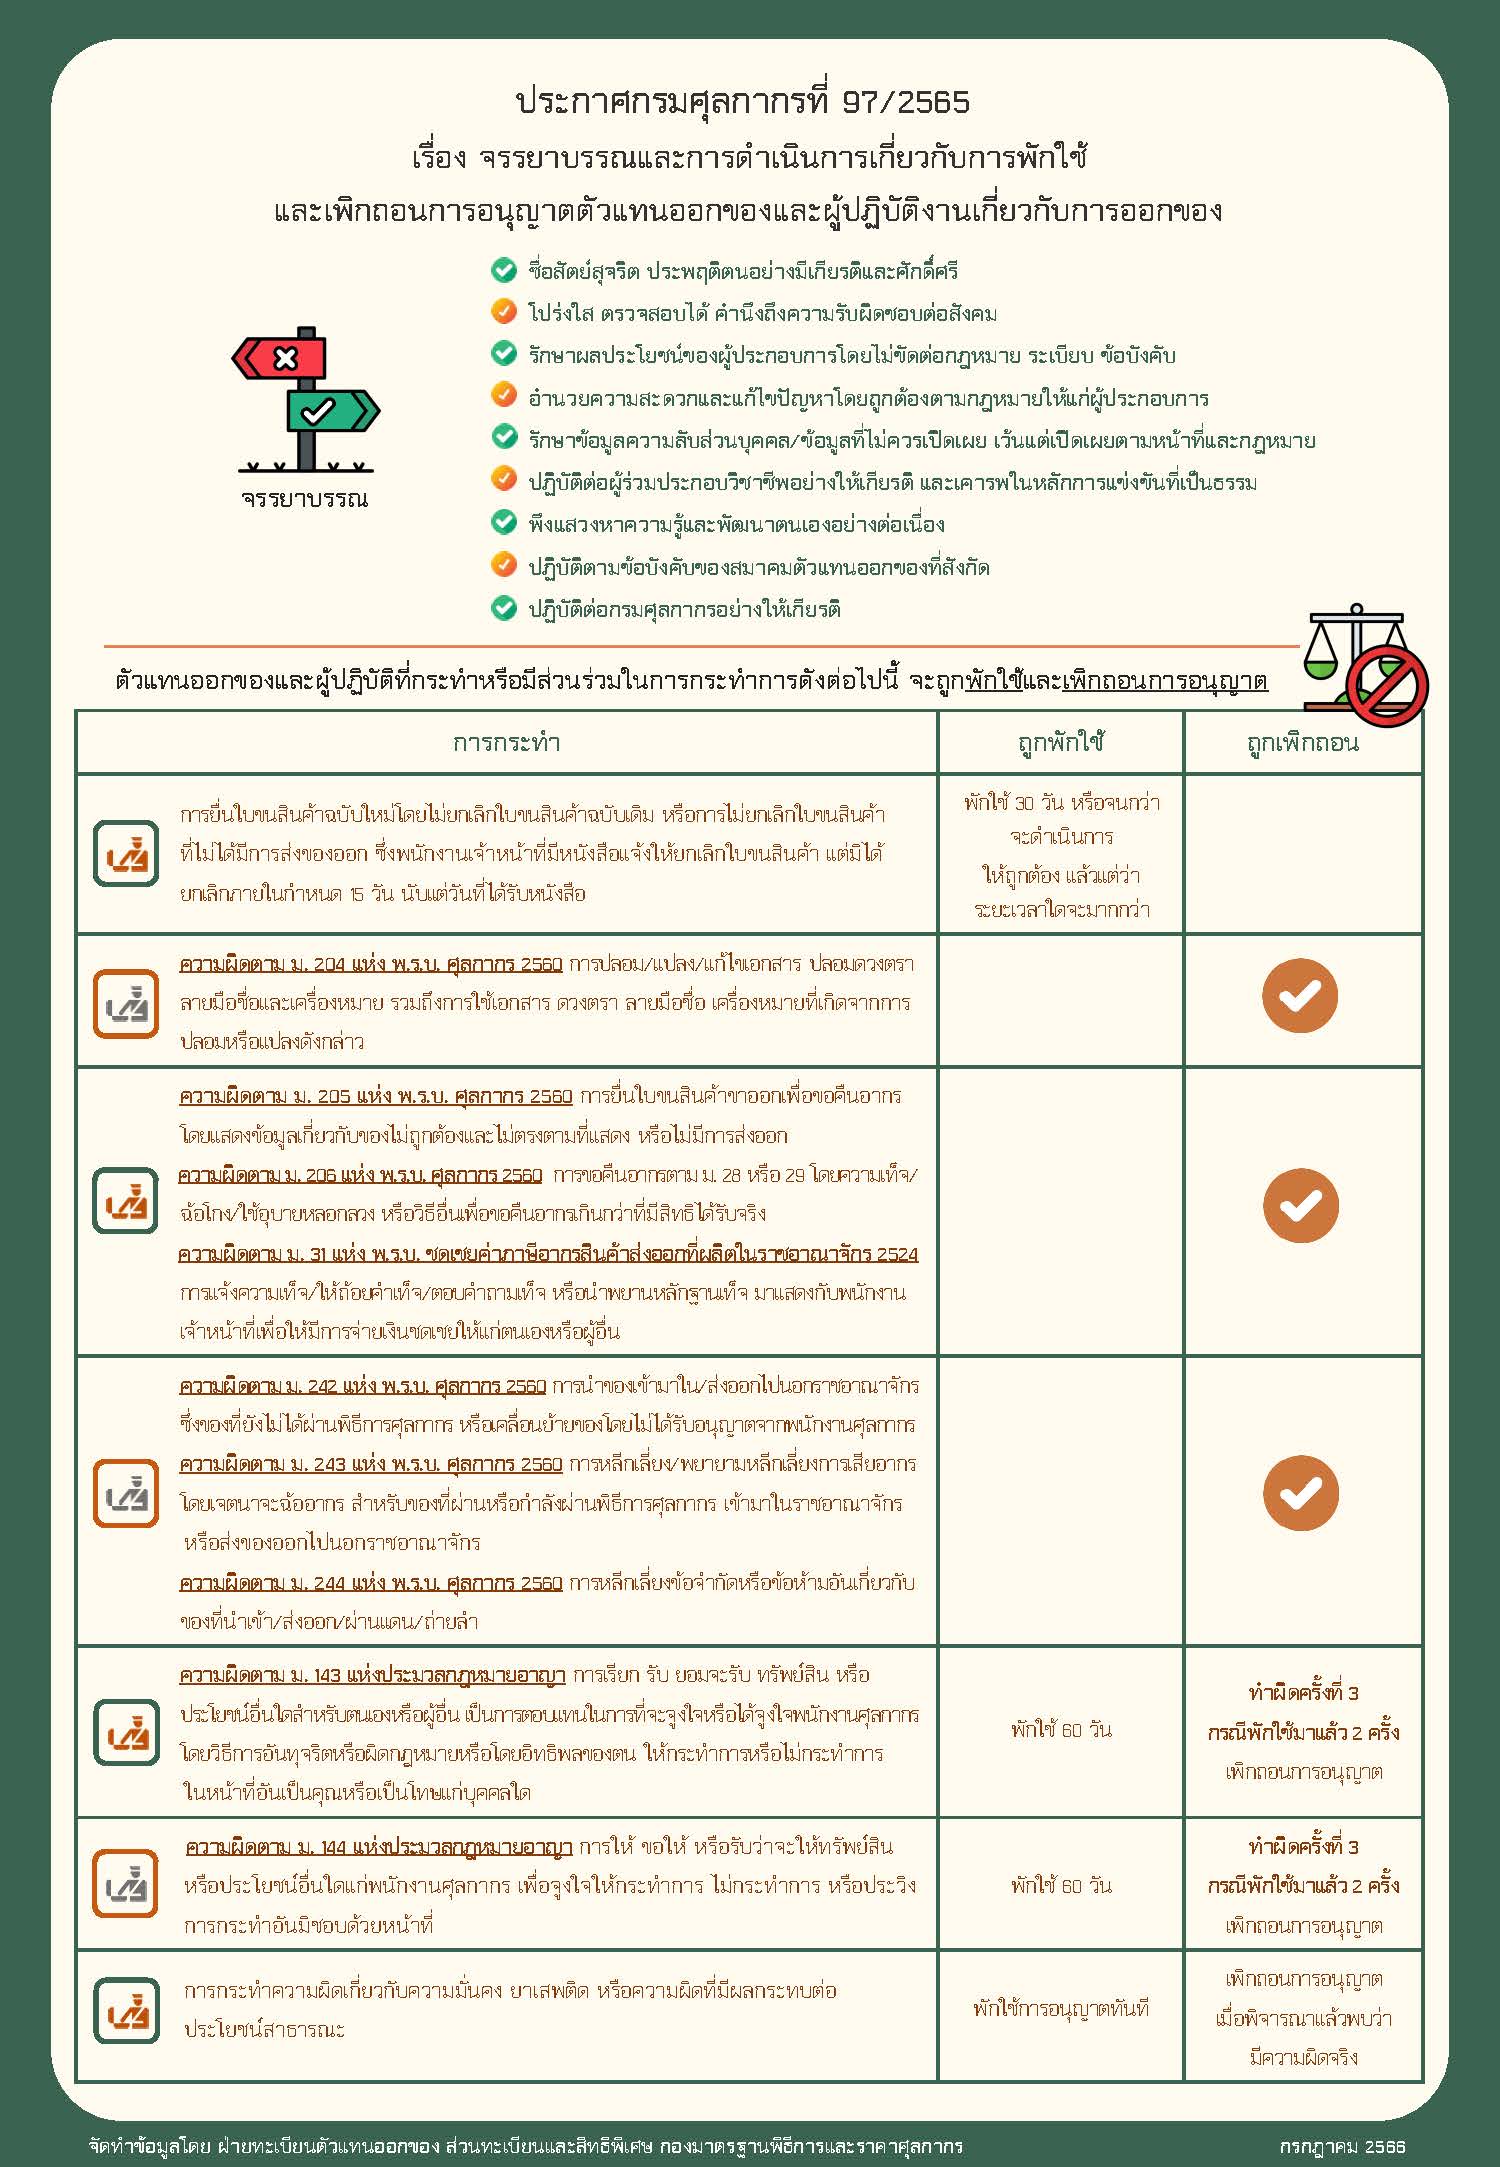 ประกาศกรมศุลกากรที่ 97/2565
เรื่อง จรรยาบรรณและการดำเนินการเกี่ยวกับการพักใช้
และเพิกถอนการอนุญาตตัวแทนออกของและผู้ปฏิบัติงานเกี่ยวกับการออกของ
ซื่อสัตย์สุจริต ประพฤติตนอย่างมีเกียรติและศักดิ์ศรี
โปร่งใส ตรวจสอบได้ คำนึงถึงความรับผิดชอบต่อสังคม
รักษาผลประโยชน์ของผู้ประกอบการโดยไม่ขัดต่อกฎหมาย ระเบียบ ข้อบังคับ
อำนวยความสะดวกและแก้ไขปัญหาโดยถูกต้องตามกฎหมายให้แก่ผู้ประกอบการ
รักษาข้อมูลความลับส่วนบุคคล/ข้อมูลที่ไม่ควรเปิดเผย เว้นแต่เปิดเผยตามหน้าที่และกฎหมาย
ปฏิบัติต่อผู้ร่วมประกอบวิชาชีพอย่างให้เกียรติ และเคารพในหลักการแข่งขันที่เป็นธรรม
จรรยาบรรณ
พึงแสวงหาความรู้และพัฒนาตนเองอย่างต่อเนื่อง
ปฏิบัติตามข้อบังคับของสมาคมตัวแทนออกของที่สังกัด
ปฏิบัติต่อกรมศุลกากรอย่างให้เกียรติ
ตัวแทนออกของและผู้ปฏิบัติที่กระทำหรือมีส่วนร่วมในการกระทำการดังต่อไปนี้ จะถูกพักใช้และเพิกถอนการอนุญาต
การกระทำ ถูกพักใช้ ถูกเพิกถอน
การยื่นใบขนสินค้าฉบับใหม่โดยไม่ยกเลิกใบขนสินค้าฉบับเดิม หรือการไม่ยกเลิกใบขนสินค้า
ที่ไม่ได้มีการส่งของออก ซึ่งพนักงานเจ้าหน้าที่มีหนังสือแจ้งให้ยกเลิกใบขนสินค้า แต่มิได้
ยกเลิกภายในกำหนด 15 วัน นับแต่วันที่ได้รับหนังสือ
พักใช้ 30 วัน หรือจนกว่า
จะดำเนินการ
ให้ถูกต้อง แล้วแต่ว่า
ระยะเวลาใดจะมากกว่า
ความผิดตาม ม. 204 แห่ง พ.ร.บ. ศุลกากร 2560 การปลอม/แปลง/แก้ไขเอกสาร ปลอมดวงตรา
ลายมือชื่อและเครื่องหมาย รวมถึงการใช้เอกสาร ดวงตรา ลายมือชื่อ เครื่องหมายที่เกิดจากการ
ปลอมหรือแปลงดังกล่าว
ความผิดตาม ม. 205 แห่ง พ.ร.บ. ศุลกากร 2560 การยื่นใบขนสินค้าขาออกเพื่อขอคืนอากร
โดยแสดงข้อมูลเกี่ยวกับของไม่ถูกต้องและไม่ตรงตามที่แสดง หรือไม่มีการส่งออก
ความผิดตาม ม. 206 แห่ง พ.ร.บ. ศุลกากร 2560 การขอคืนอากรตาม ม. 28 หรือ 29 โดยความเท็จ/
ฉ้อโกง/ใช้อุบายหลอกลวง หรือวิธีอื่นเพื่อขอคืนอากรเกินกว่าที่มีสิทธิได้รับจริง
ความผิดตาม ม. 31 แห่ง พ.ร.บ. ชดเชยค่าภาษีอากรสินค้าส่งออกที่ผลิตในราชอาณาจักร 2524
การแจ้งความเท็จ/ให้ถ้อยคำเท็จ/ตอบคำถามเท็จ หรือนำพยานหลักฐานเท็จ มาแสดงกับพนักงาน
เจ้าหน้าที่เพื่อให้มีการจ่ายเงินชดเชยให้แก่ตนเองหรือผู้อื่น
ความผิดตาม ม. 242 แห่ง พ.ร.บ. ศุลกากร 2560 การนำของเข้ามาใน/ส่งออกไปนอกราชอาณาจักร
ซึ่งของที่ยังไม่ได้ผ่านพิธีการศุลกากร หรือเคลื่อนย้ายของโดยไม่ได้รับอนุญาตจากพนักงานศุลกากร
ความผิดตาม ม. 243 แห่ง พ.ร.บ. ศุลกากร 2560 การหลีกเลี่ยง/พยายามหลีกเลี่ยงการเสียอากร
โดยเจตนาจะฉ้ออากร สำหรับของที่ผ่านหรือกำลังผ่านพิธีการศุลกากร เข้ามาในราชอาณาจักร
หรือส่งของออกไปนอกราชอาณาจักร
ความผิดตาม ม. 244 แห่ง พ.ร.บ. ศุลกากร 2560 การหลีกเลี่ยงข้อจำกัดหรือข้อห้ามอันเกี่ยวกับ
ของที่นำเข้า/ส่งออก/ผ่านแดน/ถ่ายลำ
ความผิดตาม ม. 143 แห่งประมวลกฎหมายอาญา การเรียก รับ ยอมจะรับ ทรัพย์สิน หรือ
ประโยชน์อื่นใดสำหรับตนเองหรือผู้อื่น เป็นการตอบแทนในการที่จะจูงใจหรือได้จูงใจพนักงานศุลกากร
โดยวิธีการอันทุจริตหรือผิดกฎหมายหรือโดยอิทธิพลของตน ให้กระทำการหรือไม่กระทำการ
ในหน้าที่อันเป็นคุณหรือเป็นโทษแก่บุคคลใด
พักใช้ 60 วัน
ทำผิดครั้งที่ 3
กรณีพักใช้มาแล้ว 2 ครั้ง
เพิกถอนการอนุญาต
ความผิดตาม ม. 144 แห่งประมวลกฎหมายอาญา การให้ ขอให้ หรือรับว่าจะให้ทรัพย์สิน
หรือประโยชน์อื่นใดแก่พนักงานศุลกากร เพื่อจูงใจให้กระทำการ ไม่กระทำการ หรือประวิง
การกระทำอันมิชอบด้วยหน้าที่
พักใช้ 60 วัน
ทำผิดครั้งที่ 3
กรณีพักใช้มาแล้ว 2 ครั้ง
เพิกถอนการอนุญาต
การกระทำความผิดเกี่ยวกับความมั่นคง ยาเสพติด หรือความผิดที่มีผลกระทบต่อ
ประโยชน์สาธารณะ
พักใช้การอนุญาตทันที
เพิกถอนการอนุญาต
เมื่อพิจารณาแล้วพบว่า
มีความผิดจริง
จัดทำข้อมูลโดย ฝ่ายทะเบียนตัวแทนออกของ ส่วนทะเบียนและสิทธิพิเศษ กองมาตรฐานพิธีการและราคาศุลกากร
กรกฎาคม 2566